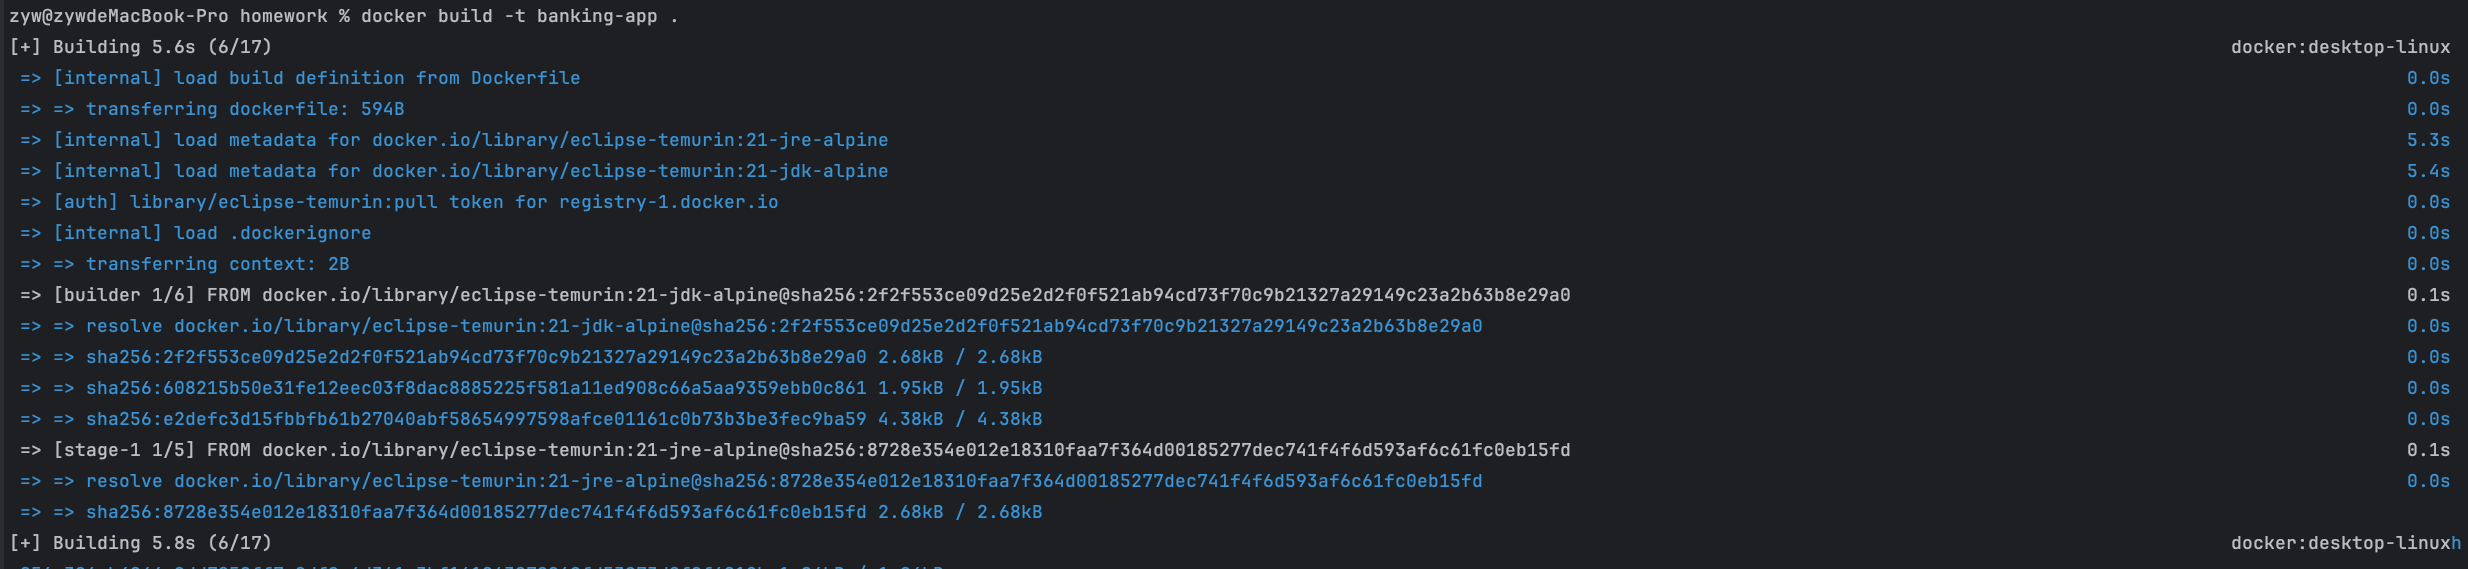 zyw@zywdeMacBook-Pro homework % docker build -t banking-app .
[+] Building 5.6s (6/17) docker:desktop-linux
=> [internal] load build definition from Dockerfile 0.0s
=> => transferring dockerfile: 594B 0.0s
=> [internal] load metadata for docker.io/library/eclipse-temurin:21-jre-alpine 5.3s
=> [internal] load metadata for docker.io/library/eclipse-temurin:21-jdk-alpine 5.4s
=> [auth] library/eclipse-temurin:pull token for registry-1.docker.io 0.0s
=> [internal] load .dockerignore 0.0s
=> => transferring context: 2B 0.0s
=> [builder 1/6] FROM docker.io/library/eclipse-temurin:21-jdk-alpine@sha256:2f2f553ce09d25e2d2f0f521ab94cd73f70c9b21327a29149c23a2b63b8e29a0 0.1s
=> => resolve docker.io/library/eclipse-temurin:21-jdk-alpine@sha256:2f2f553ce09d25e2d2f0f521ab94cd73f70c9b21327a29149c23a2b63b8e29a0 0.0s
=> => sha256:2f2f553ce09d25e2d2f0f521ab94cd73f70c9b21327a29149c23a2b63b8e29a0 2.68kB / 2.68kB 0.0s
=> => sha256:608215b50e31fe12eec03f8dac8885225f581a11ed908c66a5aa9359ebb0c861 1.95kB / 1.95kB 0.0s
=> => sha256:e2defc3d15fbbfb61b27040abf58654997598afce01161c0b73b3be3fec9ba59 4.38kB / 4.38kB 0.0s
=> [stage-1 1/5] FROM docker.io/library/eclipse-temurin:21-jre-alpine@sha256:8728e354e012e18310faa7f364d00185277dec741f4f6d593af6c61fc0eb15fd 0.1s
=> => resolve docker.io/library/eclipse-temurin:21-jre-alpine@sha256:8728e354e012e18310faa7f364d00185277dec741f4f6d593af6c61fc0eb15fd 0.0s
=> => sha256:8728e354e012e18310faa7f364d00185277dec741f4f6d593af6c61fc0eb15fd 2.68kB / 2.68kB
[+] Building 5.8s (6/17) docker:desktop-linuxh